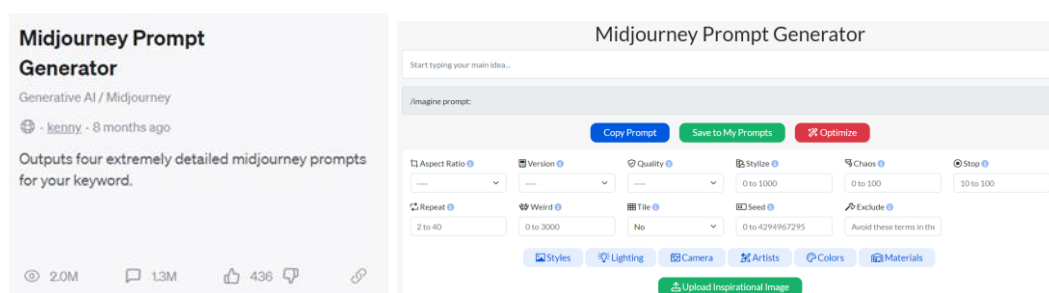 Midjourney Prompt
Generator
Generative AI / Midjourney
· kenny · 8 months ago
Outputs four extremely detailed midjourney prompts
for your keyword.
2.0M 1.3M 436
Midjourney Prompt Generator
Start typing your main idea...
/imagine prompt:
Copy Prompt Save to My Prompts Optimize
Aspect Ratio Version Quality Stylize Chaos Stop
---- ---- ---- 0 to 1000 0 to 100 10 to 100
Repeat Weird Tile Seed Exclude
2 to 40 0 to 3000 No 0 to 4294967295 Avoid these terms in the
Styles Lighting Camera Artists Colors Materials
Upload Inspirational Image